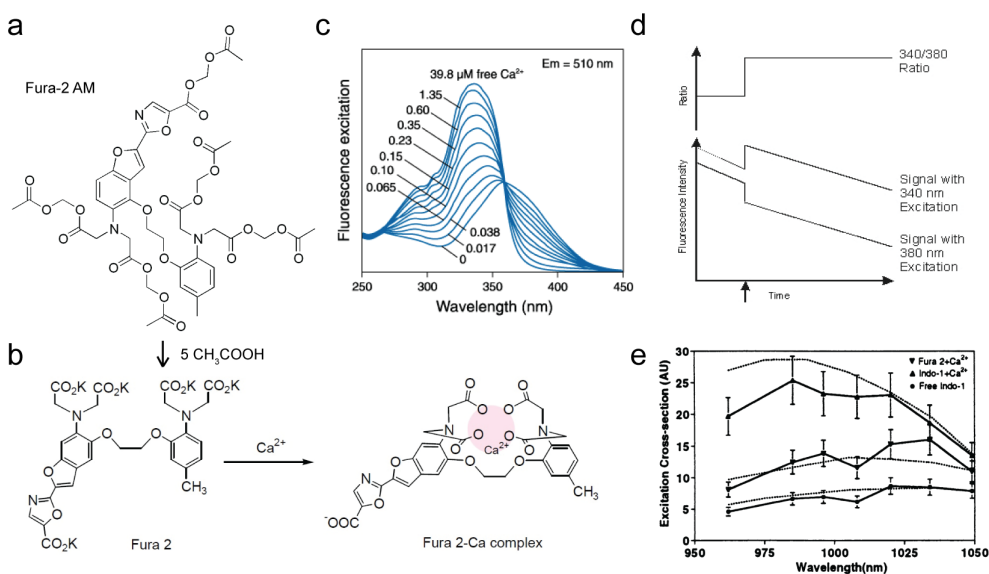 a
Fura-2 AM
O
O
O
O
O
N
O
O
O
O
O
O
O
O
O
O
O
O
N
O
O
N
O
O
O
O
O
O
O
O
O
O
5 CH₃COOH
b
CO₂K
CO₂K
CO₂K
CO₂K
N
N
O
O
O
N
O
CH₃
CO₂K
Fura 2
Ca²⁺
O
O
O
O
N
O
O
N
O
Ca²⁺
O
O
O
O
N
O
CH₃
⁻OOC
Fura 2-Ca complex
c
Em = 510 nm
39.8 µM free Ca²⁺
1.35
0.60
0.35
0.23
0.15
0.10
0.065
0.038
0.017
0
Fluorescence excitation
250
300
350
400
450
Wavelength (nm)
d
Ratio
340/380
Ratio
Fluorescence Intensity
Signal with
340 nm
Excitation
Signal with
380 nm
Excitation
Time
e
Excitation Cross-section (AU)
30
25
20
15
10
5
0
Fura 2+Ca²⁺
Indo-1+Ca²⁺
Free Indo-1
950
975
1000
1025
1050
Wavelength(nm)